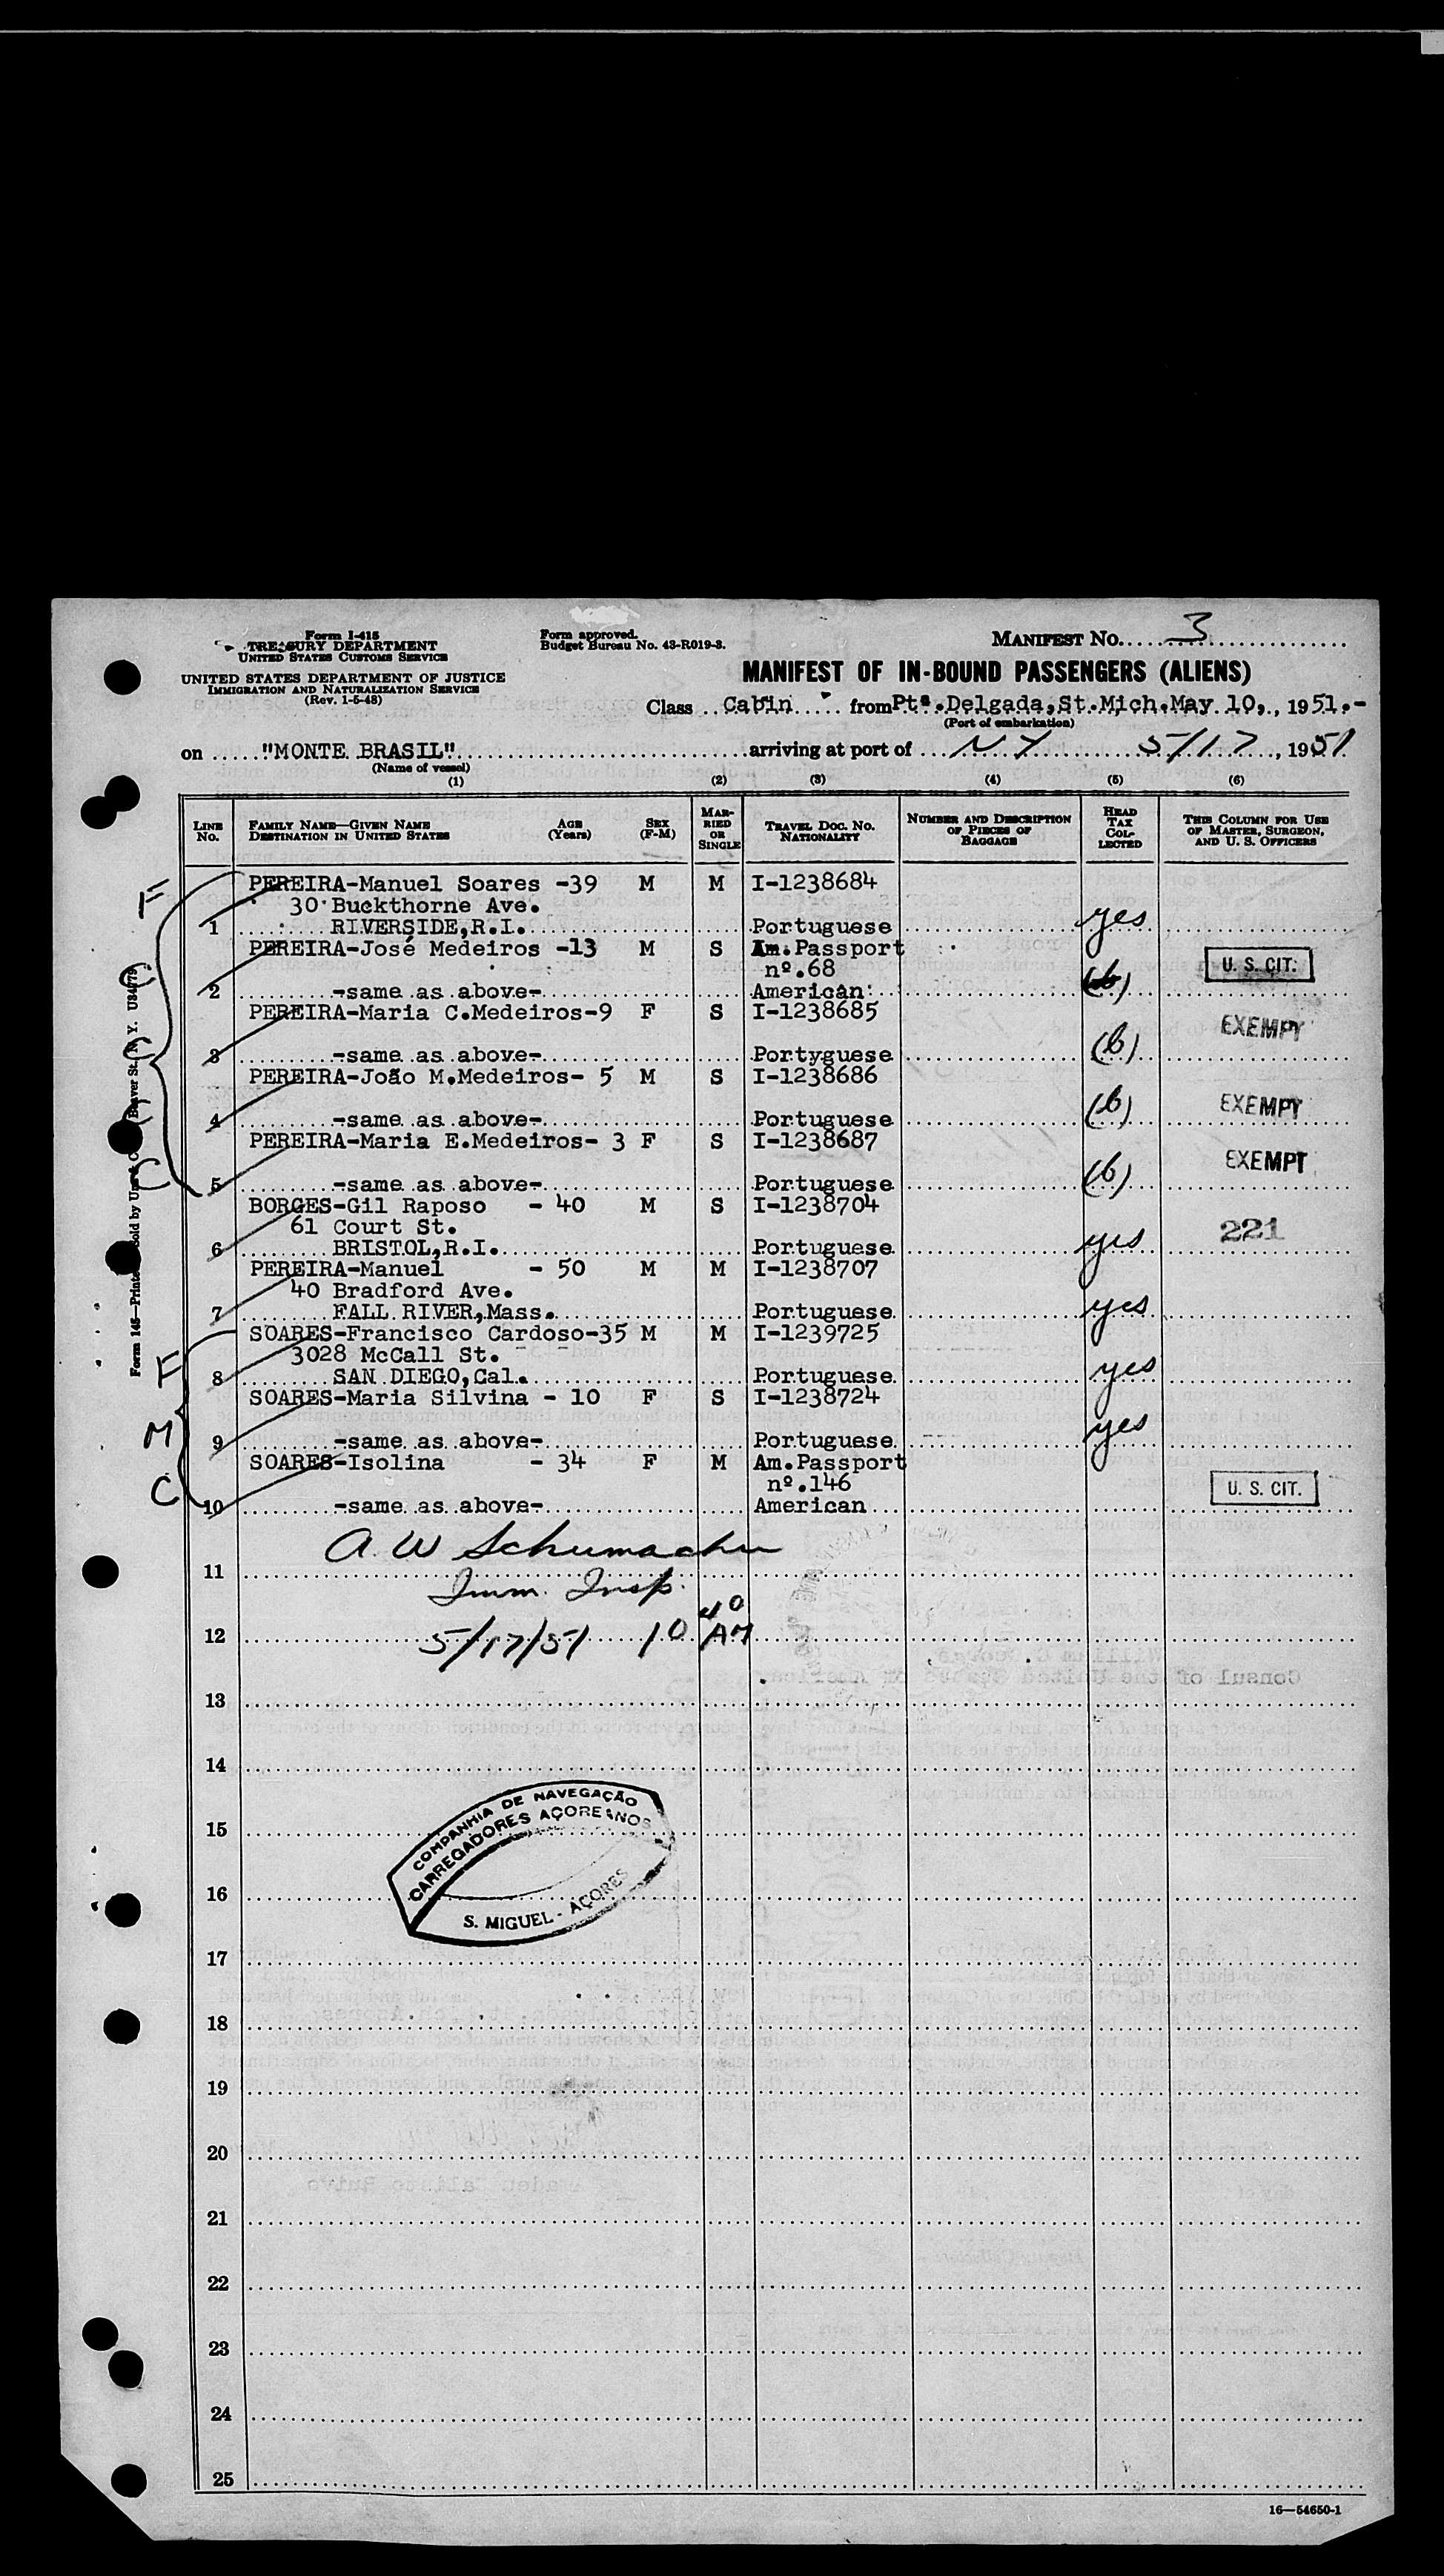 Form I-415
TREASURY DEPARTMENT
UNITED STATES CUSTOMS SERVICE
UNITED STATES DEPARTMENT OF JUSTICE
IMMIGRATION AND NATURALIZATION SERVICE
(Rev. 1-5-48)
Form approved.
Budget Bureau No. 43-R019-3.
MANIFEST NO. 3
MANIFEST OF IN-BOUND PASSENGERS (ALIENS)
Class Cabin from Ptª.Delgada,St.Mich.May 10,, 1951.-
(Port of embarkation)
on "MONTE BRASIL" arriving at port of NY 5/17, 1951
(Name of vessel)
(1) (2) (3) (4) (5) (6)
LINE NO. FAMILY NAME—GIVEN NAME DESTINATION IN UNITED STATES AGE (Years) SEX (F-M) MARRIED OR SINGLE TRAVEL DOC. NO. NATIONALITY NUMBER AND DESCRIPTION OF PIECES OF BAGGAGE HEAD TAX COLLECTED THIS COLUMN FOR USE OF MASTER, SURGEON, AND U. S. OFFICERS
F PEREIRA-Manuel Soares -39 M M I-1238684
30 Buckthorne Ave.
1 RIVERSIDE,R.I. Portuguese yes
PEREIRA-José Medeiros -13 M S Am.Passport
C nº.68 U. S. CIT.
2 -same as above- American (b)
PEREIRA-Maria C.Medeiros-9 F S I-1238685 EXEMPT
3 -same as above- Portyguese (b)
PEREIRA-João M.Medeiros- 5 M S I-1238686
4 -same as above- Portuguese (b) EXEMPT
PEREIRA-Maria E.Medeiros- 3 F S I-1238687 EXEMPT
C 5 -same as above- Portuguese (b)
BORGES-Gil Raposo - 40 M S I-1238704
61 Court St. 221
6 BRISTOL,R.I. Portuguese yes
PEREIRA-Manuel - 50 M M I-1238707
40 Bradford Ave.
7 FALL RIVER,Mass. Portuguese yes
SOARES-Francisco Cardoso-35 M M I-1239725
F 3028 McCall St.
8 SAN DIEGO,Cal. Portuguese yes
SOARES-Maria Silvina - 10 F S I-1238724
M 9 -same as above- Portuguese yes
SOARES-Isolina - 34 F M Am.Passport
C nº.146 U. S. CIT.
10 -same as above- American
A. W Schumacher
11
Imm. Insp.
12 5/17/51 10 40 AM
13
14
COMPANHIA DE NAVEGAÇÃO
CARREGADORES AÇOREANOS
15
16
S. MIGUEL - AÇORES
17
18
19
20
21
22
23
24
25
16—54650-1